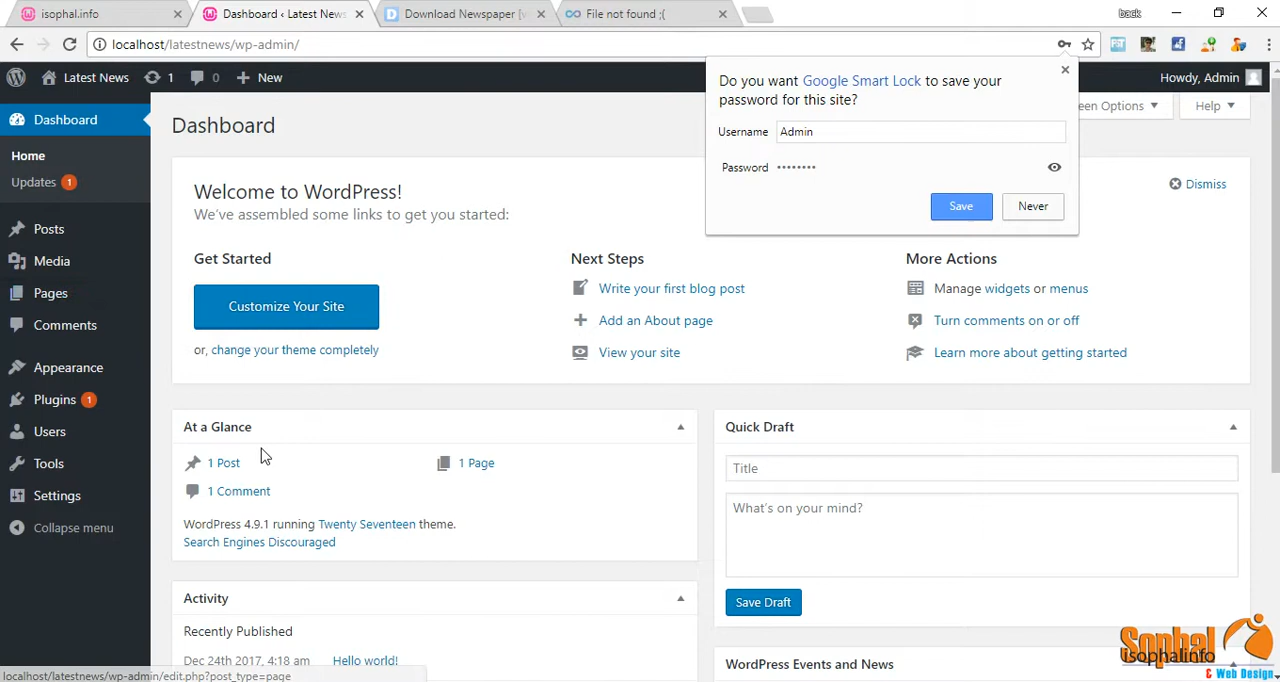 isophal.info
Dashboard ‹ Latest News
Download Newspaper [v
File not found ;(
back
localhost/latestnews/wp-admin/
Latest News
1
0
New
Howdy, Admin
Do you want Google Smart Lock to save your
password for this site?
Username
Admin
Password
••••••••
Save
Never
een Options
Help
Dashboard
Home
Updates 1
Posts
Media
Pages
Comments
Appearance
Plugins 1
Users
Tools
Settings
Collapse menu
Dashboard
Welcome to WordPress!
We've assembled some links to get you started:
Dismiss
Get Started
Customize Your Site
or, change your theme completely
Next Steps
Write your first blog post
Add an About page
View your site
More Actions
Manage widgets or menus
Turn comments on or off
Learn more about getting started
At a Glance
1 Post
1 Page
1 Comment
WordPress 4.9.1 running Twenty Seventeen theme.
Search Engines Discouraged
Activity
Recently Published
Dec 24th 2017, 4:18 am
Hello world!
Quick Draft
Title
What's on your mind?
Save Draft
WordPress Events and News
localhost/latestnews/wp-admin/edit.php?post_type=page
Sophal
isophalinfo
& Web Design